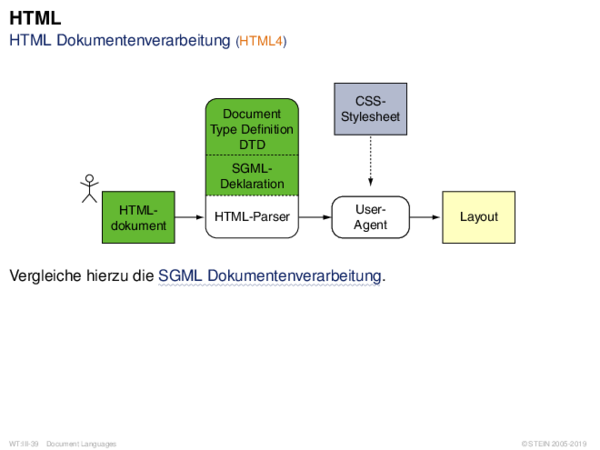 HTML
HTML Dokumentenverarbeitung (HTML4)
Document
Type Definition
DTD
SGML-
Deklaration
HTML-Parser
CSS-
Stylesheet
HTML-
dokument
User-
Agent
Layout
Vergleiche hierzu die SGML Dokumentenverarbeitung.
WT:III-39 Document Languages
© STEIN 2005-2019